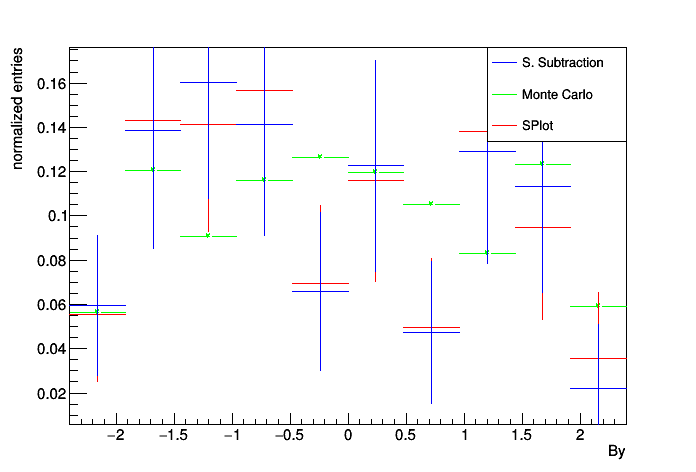 normalized entries
0.16
0.14
0.12
0.1
0.08
0.06
0.04
0.02
S. Subtraction
Monte Carlo
SPlot
−2 −1.5 −1 −0.5 0 0.5 1 1.5 2
By